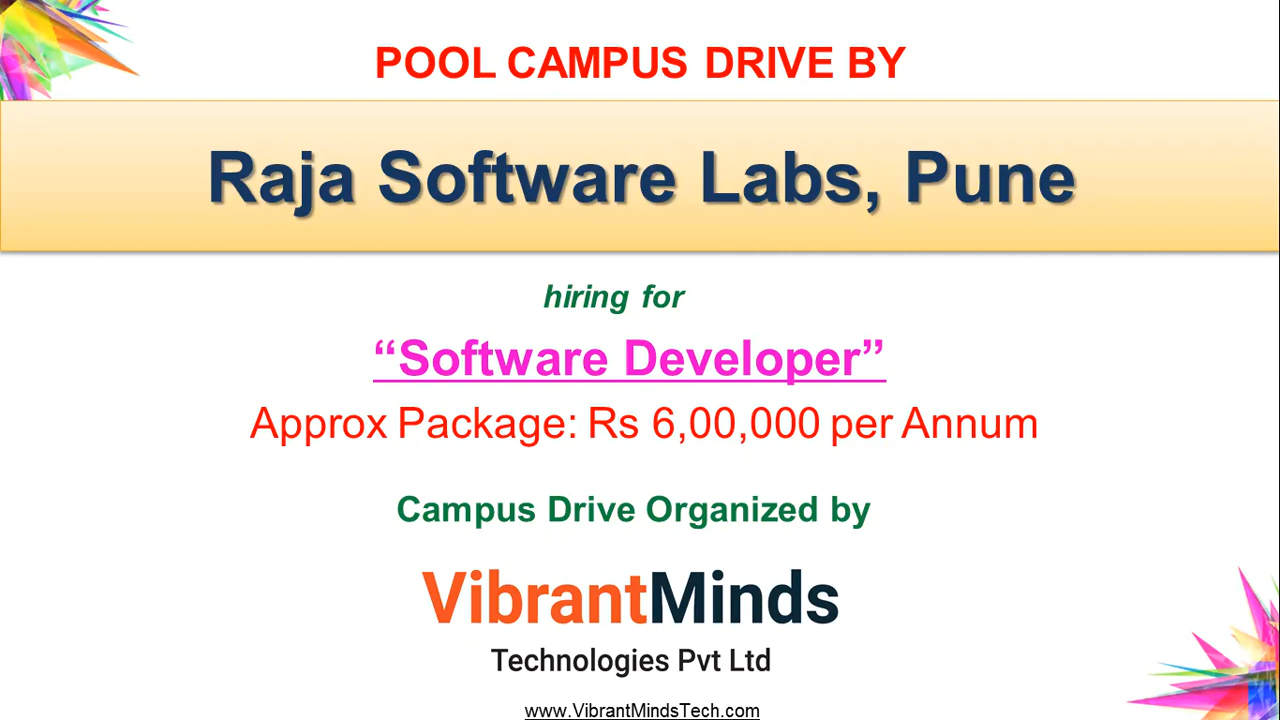 POOL CAMPUS DRIVE BY
Raja Software Labs, Pune
hiring for
“Software Developer”
Approx Package: Rs 6,00,000 per Annum
Campus Drive Organized by
VibrantMinds
Technologies Pvt Ltd
www.VibrantMindsTech.com